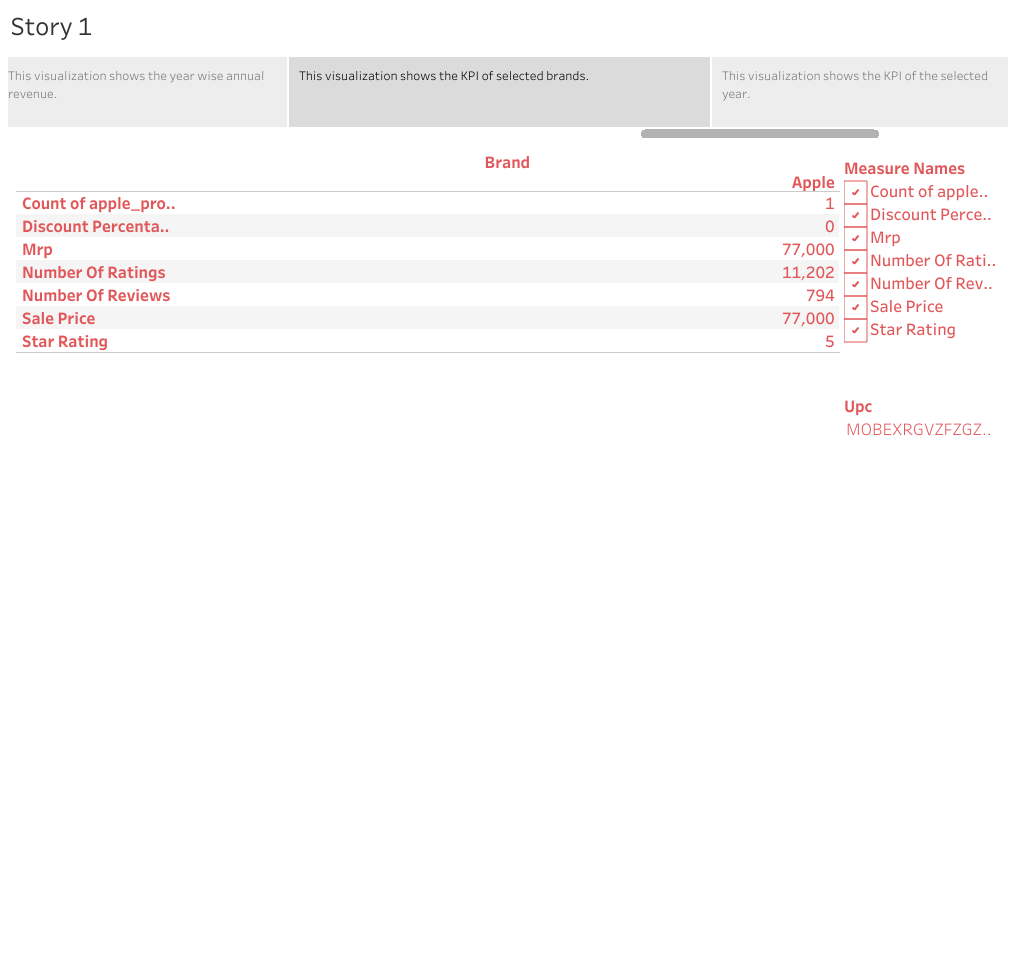 Story 1
This visualization shows the year wise annual
revenue.
This visualization shows the KPI of selected brands.
This visualization shows the KPI of the selected
year.
Brand
Apple
Count of apple_pro.. 1
Discount Percenta.. 0
Mrp 77,000
Number Of Ratings 11,202
Number Of Reviews 794
Sale Price 77,000
Star Rating 5
Measure Names
Count of apple..
Discount Perce..
Mrp
Number Of Rati..
Number Of Rev..
Sale Price
Star Rating
Upc
MOBEXRGVZFZGZ..